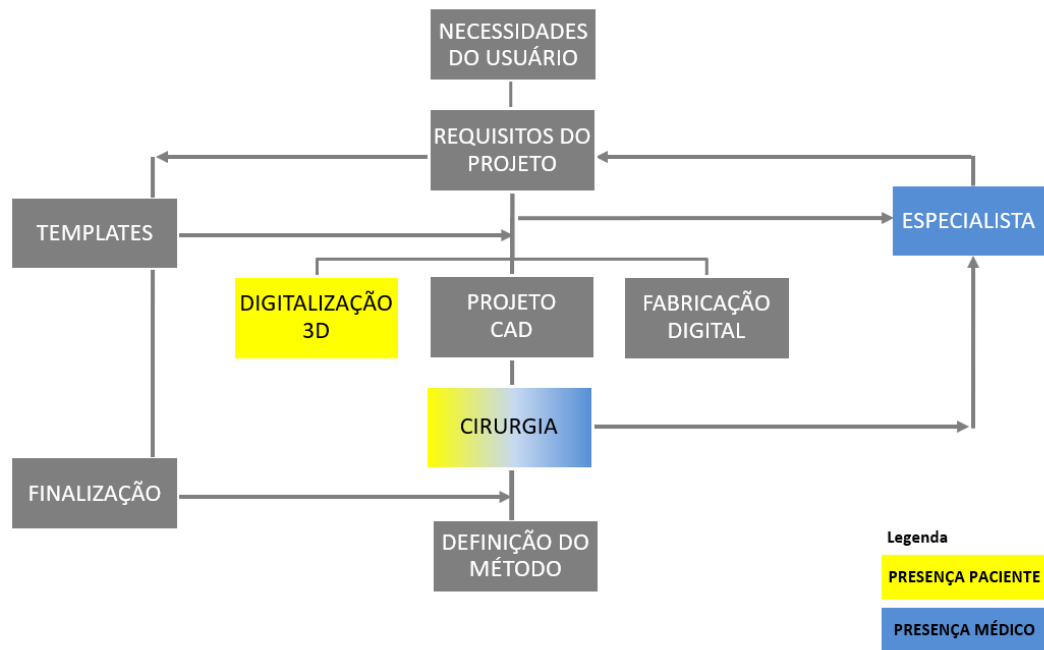 NECESSIDADES
DO USUÁRIO
REQUISITOS DO
PROJETO
TEMPLATES
ESPECIALISTA
DIGITALIZAÇÃO
3D
PROJETO
CAD
FABRICAÇÃO
DIGITAL
CIRURGIA
FINALIZAÇÃO
DEFINIÇÃO DO
MÉTODO
Legenda
PRESENÇA PACIENTE
PRESENÇA MÉDICO